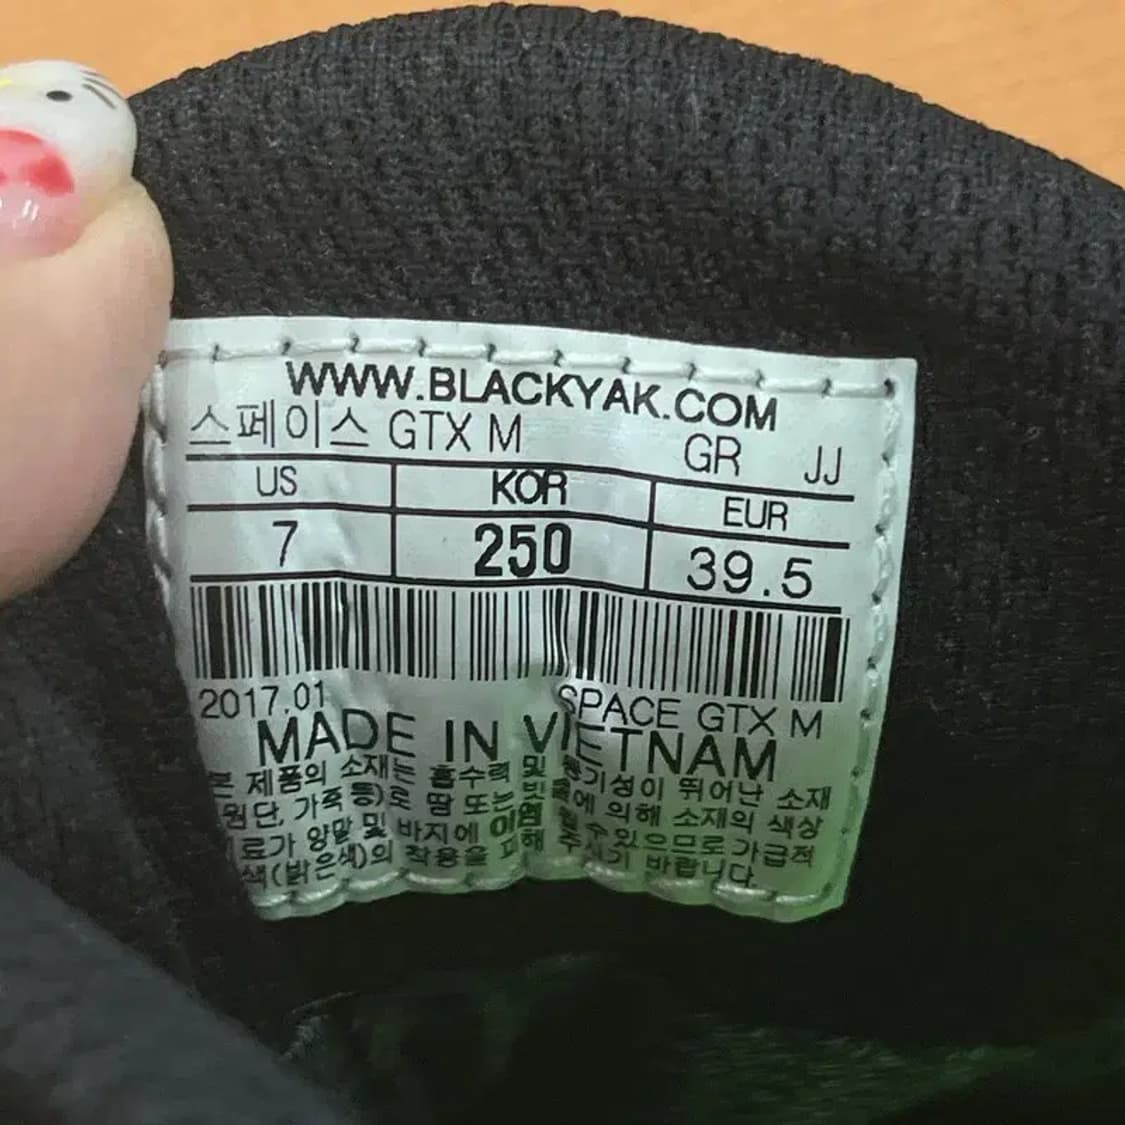 WWW.BLACKYAK.COM
스페이스 GTX M GR JJ
US KOR EUR
7 250 39.5
2017.01 SPACE GTX M
MADE IN VIETNAM
본 제품의 소재는 흡수력 및 통기성이 뛰어난 소재
원단, 가죽 등)로 땀 또는 빗물에 의해 소재의 색상
료가 양말 및 바지에 이염 될 수 있으므로 가급적
색(밝은색)의 착용을 피해 주시기 바랍니다.